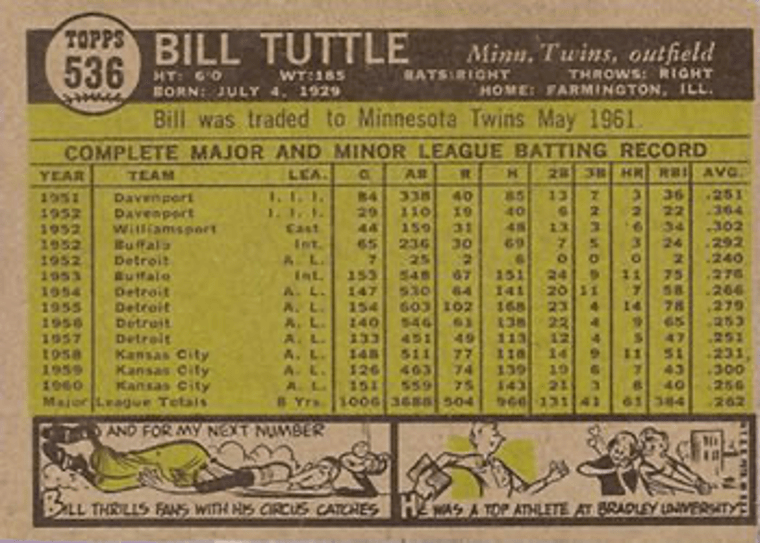 TOPPS
536
BILL TUTTLE
Minn. Twins, outfield
HT: 6'0 WT:185 BATS:RIGHT THROWS: RIGHT
BORN: JULY 4, 1929 HOME: FARMINGTON, ILL.
Bill was traded to Minnesota Twins May 1961.
COMPLETE MAJOR AND MINOR LEAGUE BATTING RECORD
YEAR TEAM LEA. G AB R H 2B 3B HR RBI AVG.
1951 Davenport I. I. I. 84 338 40 85 13 7 3 36 .251
1952 Davenport I. I. I. 29 110 19 40 6 2 2 22 .364
1952 Williamsport East. 44 159 31 48 13 3 6 34 .302
1952 Buffalo Int. 65 236 30 69 7 5 3 24 .292
1952 Detroit A. L. 7 25 2 6 0 0 0 2 .240
1953 Buffalo Int. 153 548 67 151 24 9 11 75 .276
1954 Detroit A. L. 147 530 64 141 20 11 7 58 .266
1955 Detroit A. L. 154 603 102 168 23 4 14 78 .279
1956 Detroit A. L. 140 546 61 138 22 4 9 65 .253
1957 Detroit A. L. 133 451 49 113 12 4 5 47 .251
1958 Kansas City A. L. 148 511 77 118 14 9 11 51 .231
1959 Kansas City A. L. 126 463 74 139 19 6 7 43 .300
1960 Kansas City A. L. 151 559 75 143 21 3 8 40 .256
Major League Totals 8 Yrs. 1006 3688 504 966 131 41 61 384 .262
AND FOR MY NEXT NUMBER
BILL THRILLS FANS WITH HIS CIRCUS CATCHES
HE WAS A TOP ATHLETE AT BRADLEY UNIVERSITY